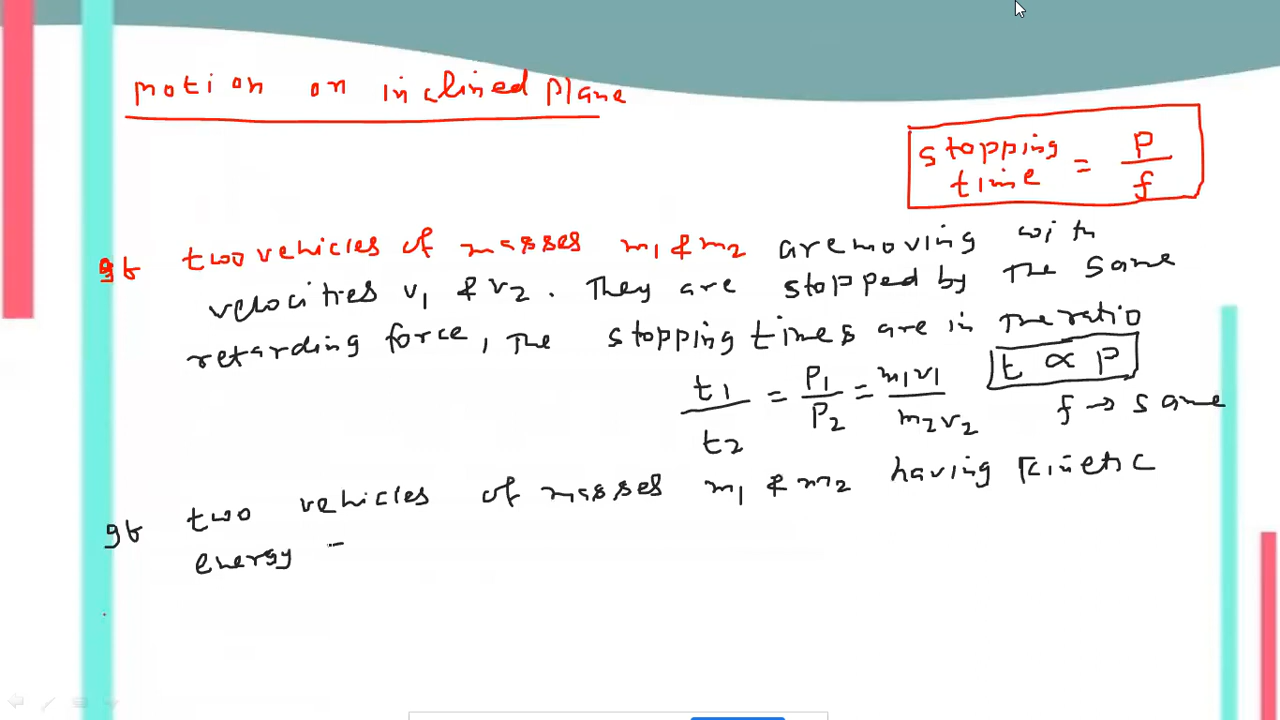 motion on inclined plane
stopping time = P/f
If two vehicles of masses m₁ & m₂ are moving with
velocities v₁ & v₂. They are stopped by the same
retarding force, The stopping times are in the ratio
t₁/t₂ = P₁/P₂ = m₁v₁/m₂v₂
t ∝ P
f → same
If two vehicles of masses m₁ & m₂ having kinetic
energy